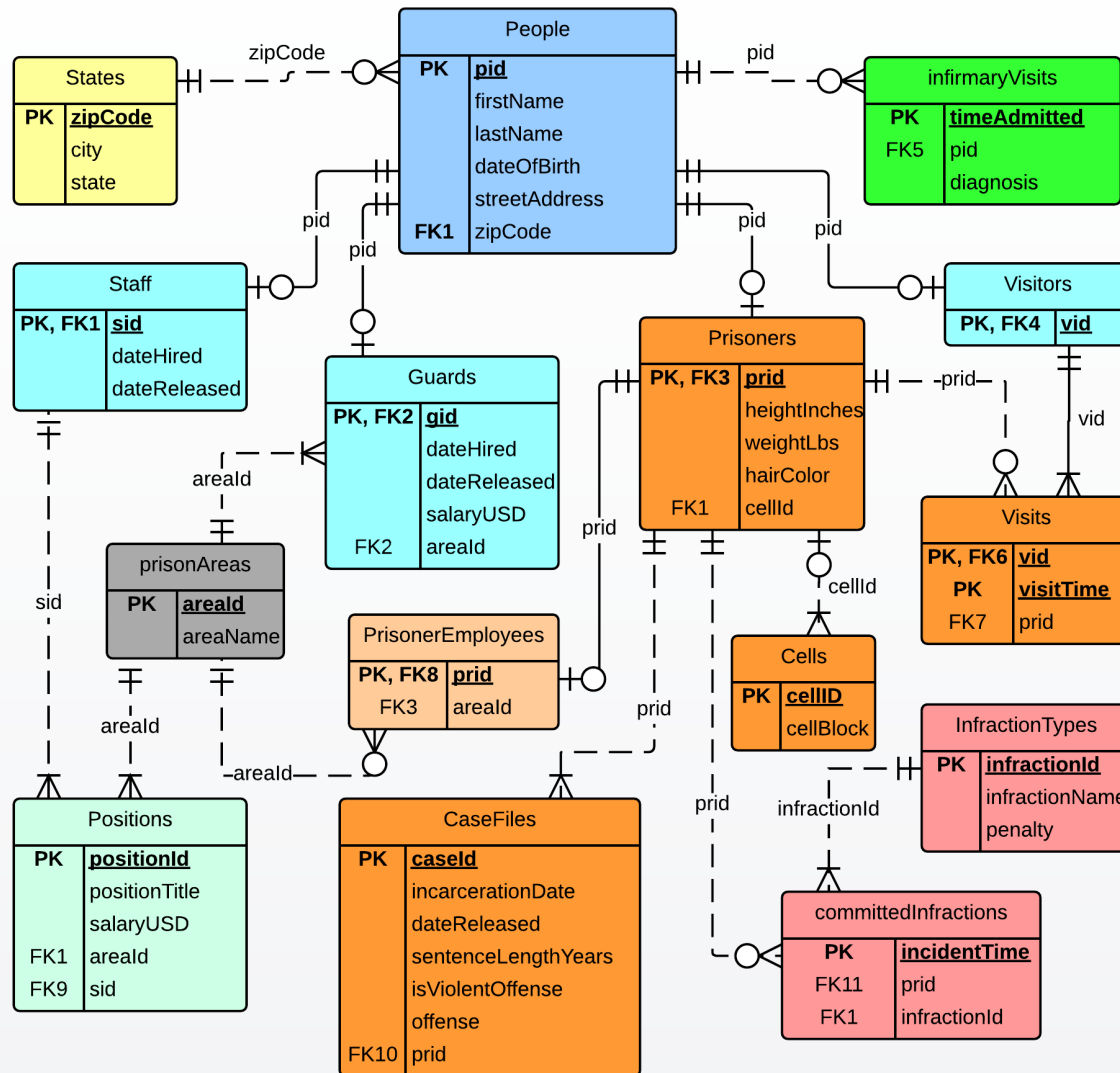 People
PK pid
firstName
lastName
dateOfBirth
streetAddress
FK1 zipCode
zipCode
pid
States
PK zipCode
city
state
infirmaryVisits
PK timeAdmitted
FK5 pid
diagnosis
pid
pid
pid
pid
Staff
PK, FK1 sid
dateHired
dateReleased
Visitors
PK, FK4 vid
Guards
PK, FK2 gid
dateHired
dateReleased
salaryUSD
FK2 areaId
Prisoners
PK, FK3 prid
heightInches
weightLbs
hairColor
FK1 cellId
prid
vid
areaId
prid
Visits
PK, FK6 vid
PK visitTime
FK7 prid
prisonAreas
PK areaId
areaName
sid
cellId
PrisonerEmployees
PK, FK8 prid
FK3 areaId
Cells
PK cellID
cellBlock
areaId
prid
areaId
prid
infractionId
InfractionTypes
PK infractionId
infractionName
penalty
Positions
PK positionId
positionTitle
salaryUSD
FK1 areaId
FK9 sid
CaseFiles
PK caseId
incarcerationDate
dateReleased
sentenceLengthYears
isViolentOffense
offense
FK10 prid
committedInfractions
PK incidentTime
FK11 prid
FK1 infractionId